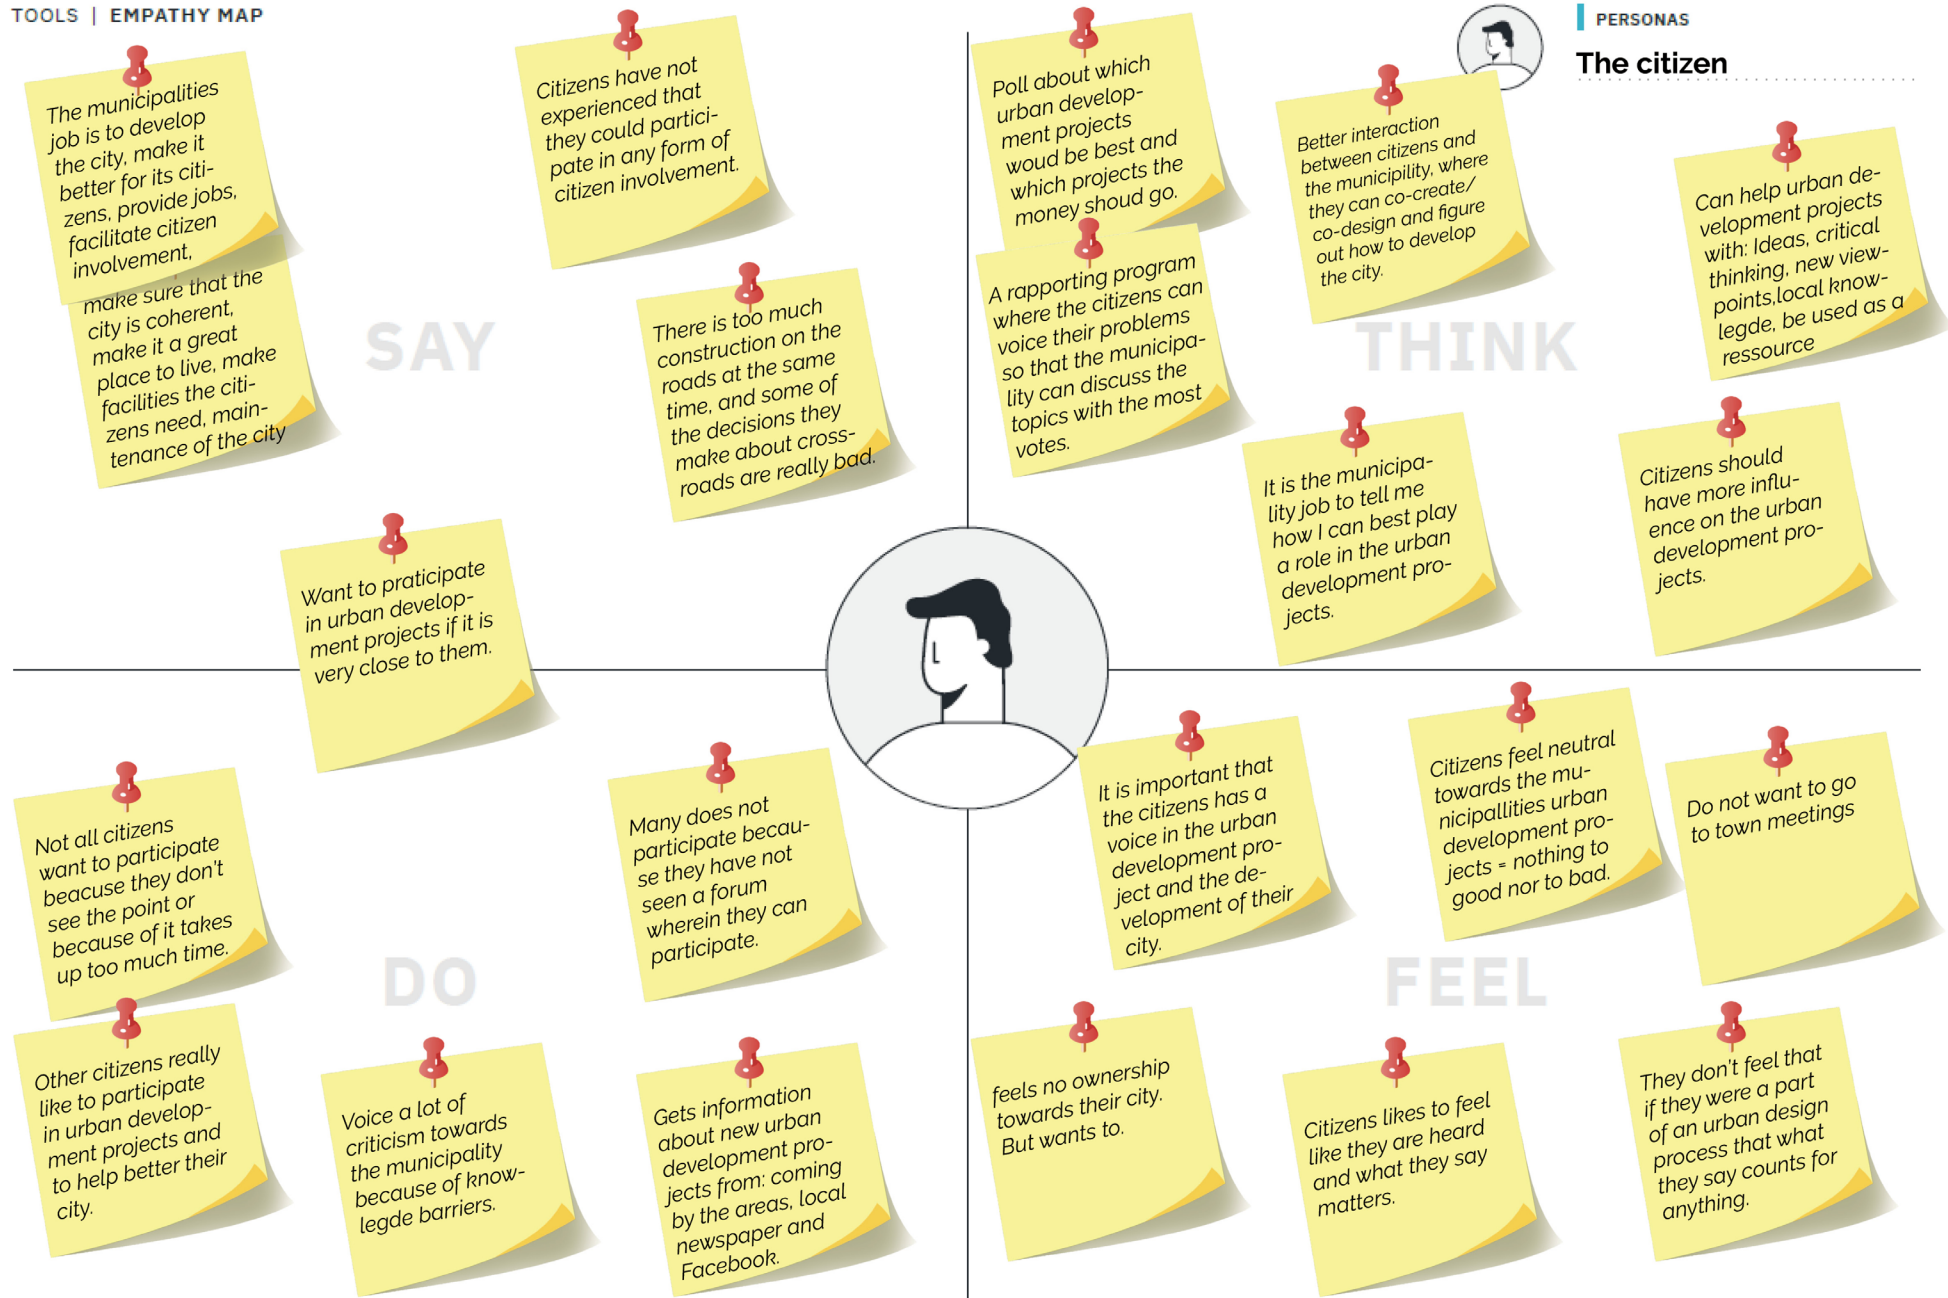 TOOLS | EMPATHY MAP
PERSONAS
The citizen
SAY
The municipalities
job is to develop
the city, make it
better for its citi-
zens, provide jobs,
facilitate citizen
involvement,
make sure that the
city is coherent,
make it a great
place to live, make
facilities the citi-
zens need, main-
tenance of the city
Citizens have not
experienced that
they could partici-
pate in any form of
citizen involvement.
There is too much
construction on the
roads at the same
time, and some of
the decisions they
make about cross-
roads are really bad.
Want to praticipate
in urban develop-
ment projects if it is
very close to them.
THINK
Poll about which
urban develop-
ment projects
woud be best and
which projects the
money shoud go.
A rapporting program
where the citizens can
voice their problems
so that the municipa-
lity can discuss the
topics with the most
votes.
Better interaction
between citizens and
the municipility, where
they can co-create/
co-design and figure
out how to develop
the city.
Can help urban de-
velopment projects
with: Ideas, critical
thinking, new view-
points,local know-
legde, be used as a
ressource
It is the municipa-
lity job to tell me
how I can best play
a role in the urban
development pro-
jects.
Citizens should
have more influ-
ence on the urban
development pro-
jects.
DO
Not all citizens
want to participate
beacuse they don't
see the point or
because of it takes
up too much time.
Many does not
participate becau-
se they have not
seen a forum
wherein they can
participate.
Other citizens really
like to participate
in urban develop-
ment projects and
to help better their
city.
Voice a lot of
criticism towards
the municipality
because of know-
legde barriers.
Gets information
about new urban
development pro-
jects from: coming
by the areas, local
newspaper and
Facebook.
FEEL
It is important that
the citizens has a
voice in the urban
development pro-
ject and the de-
velopment of their
city.
Citizens feel neutral
towards the mu-
nicipallities urban
development pro-
jects = nothing to
good nor to bad.
Do not want to go
to town meetings
feels no ownership
towards their city.
But wants to.
Citizens likes to feel
like they are heard
and what they say
matters.
They don't feel that
if they were a part
of an urban design
process that what
they say counts for
anything.